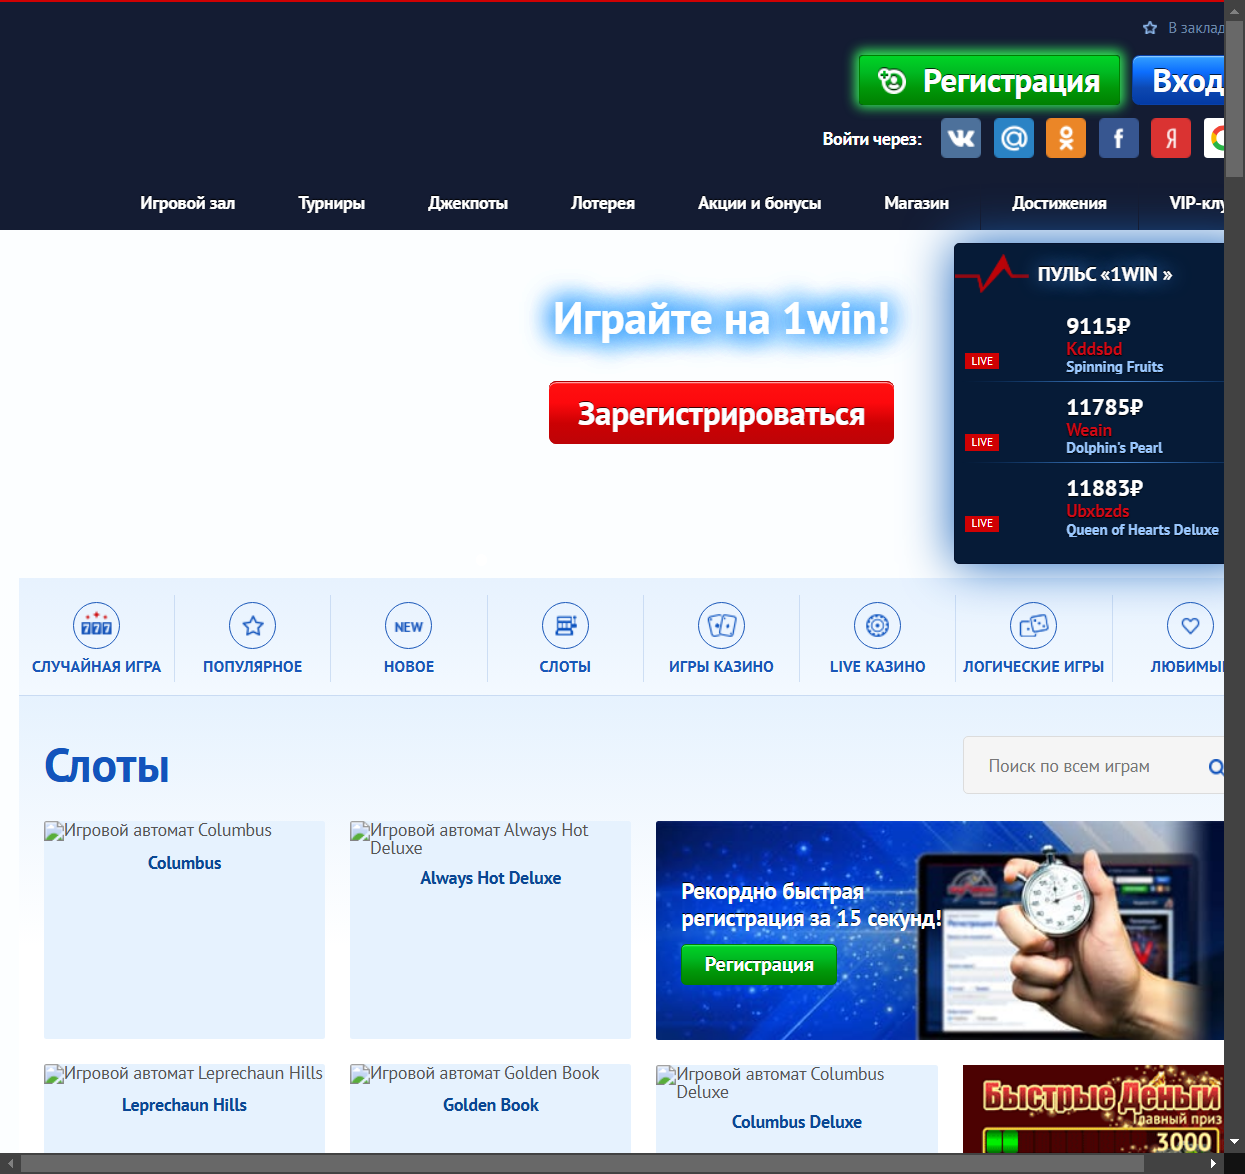 В заклад
Регистрация
Вход
Войти через:
Игровой зал
Турниры
Джекпоты
Лотерея
Акции и бонусы
Магазин
Достижения
VIP-клу
Играйте на 1win!
Зарегистрироваться
ПУЛЬС «1WIN »
9115₽
Kddsbd
LIVE
Spinning Fruits
11785₽
Weain
LIVE
Dolphin's Pearl
11883₽
Ubxbzds
LIVE
Queen of Hearts Deluxe
777
NEW
СЛУЧАЙНАЯ ИГРА
ПОПУЛЯРНОЕ
НОВОЕ
СЛОТЫ
ИГРЫ КАЗИНО
LIVE КАЗИНО
ЛОГИЧЕСКИЕ ИГРЫ
ЛЮБИМЫ
Слоты
Поиск по всем играм
Игровой автомат Columbus
Columbus
Игровой автомат Always Hot
Deluxe
Always Hot Deluxe
Рекордно быстрая
регистрация за 15 секунд!
Регистрация
Игровой автомат Leprechaun Hills
Leprechaun Hills
Игровой автомат Golden Book
Golden Book
Игровой автомат Columbus
Deluxe
Columbus Deluxe
Быстрые Деньги
Главный приз
3000